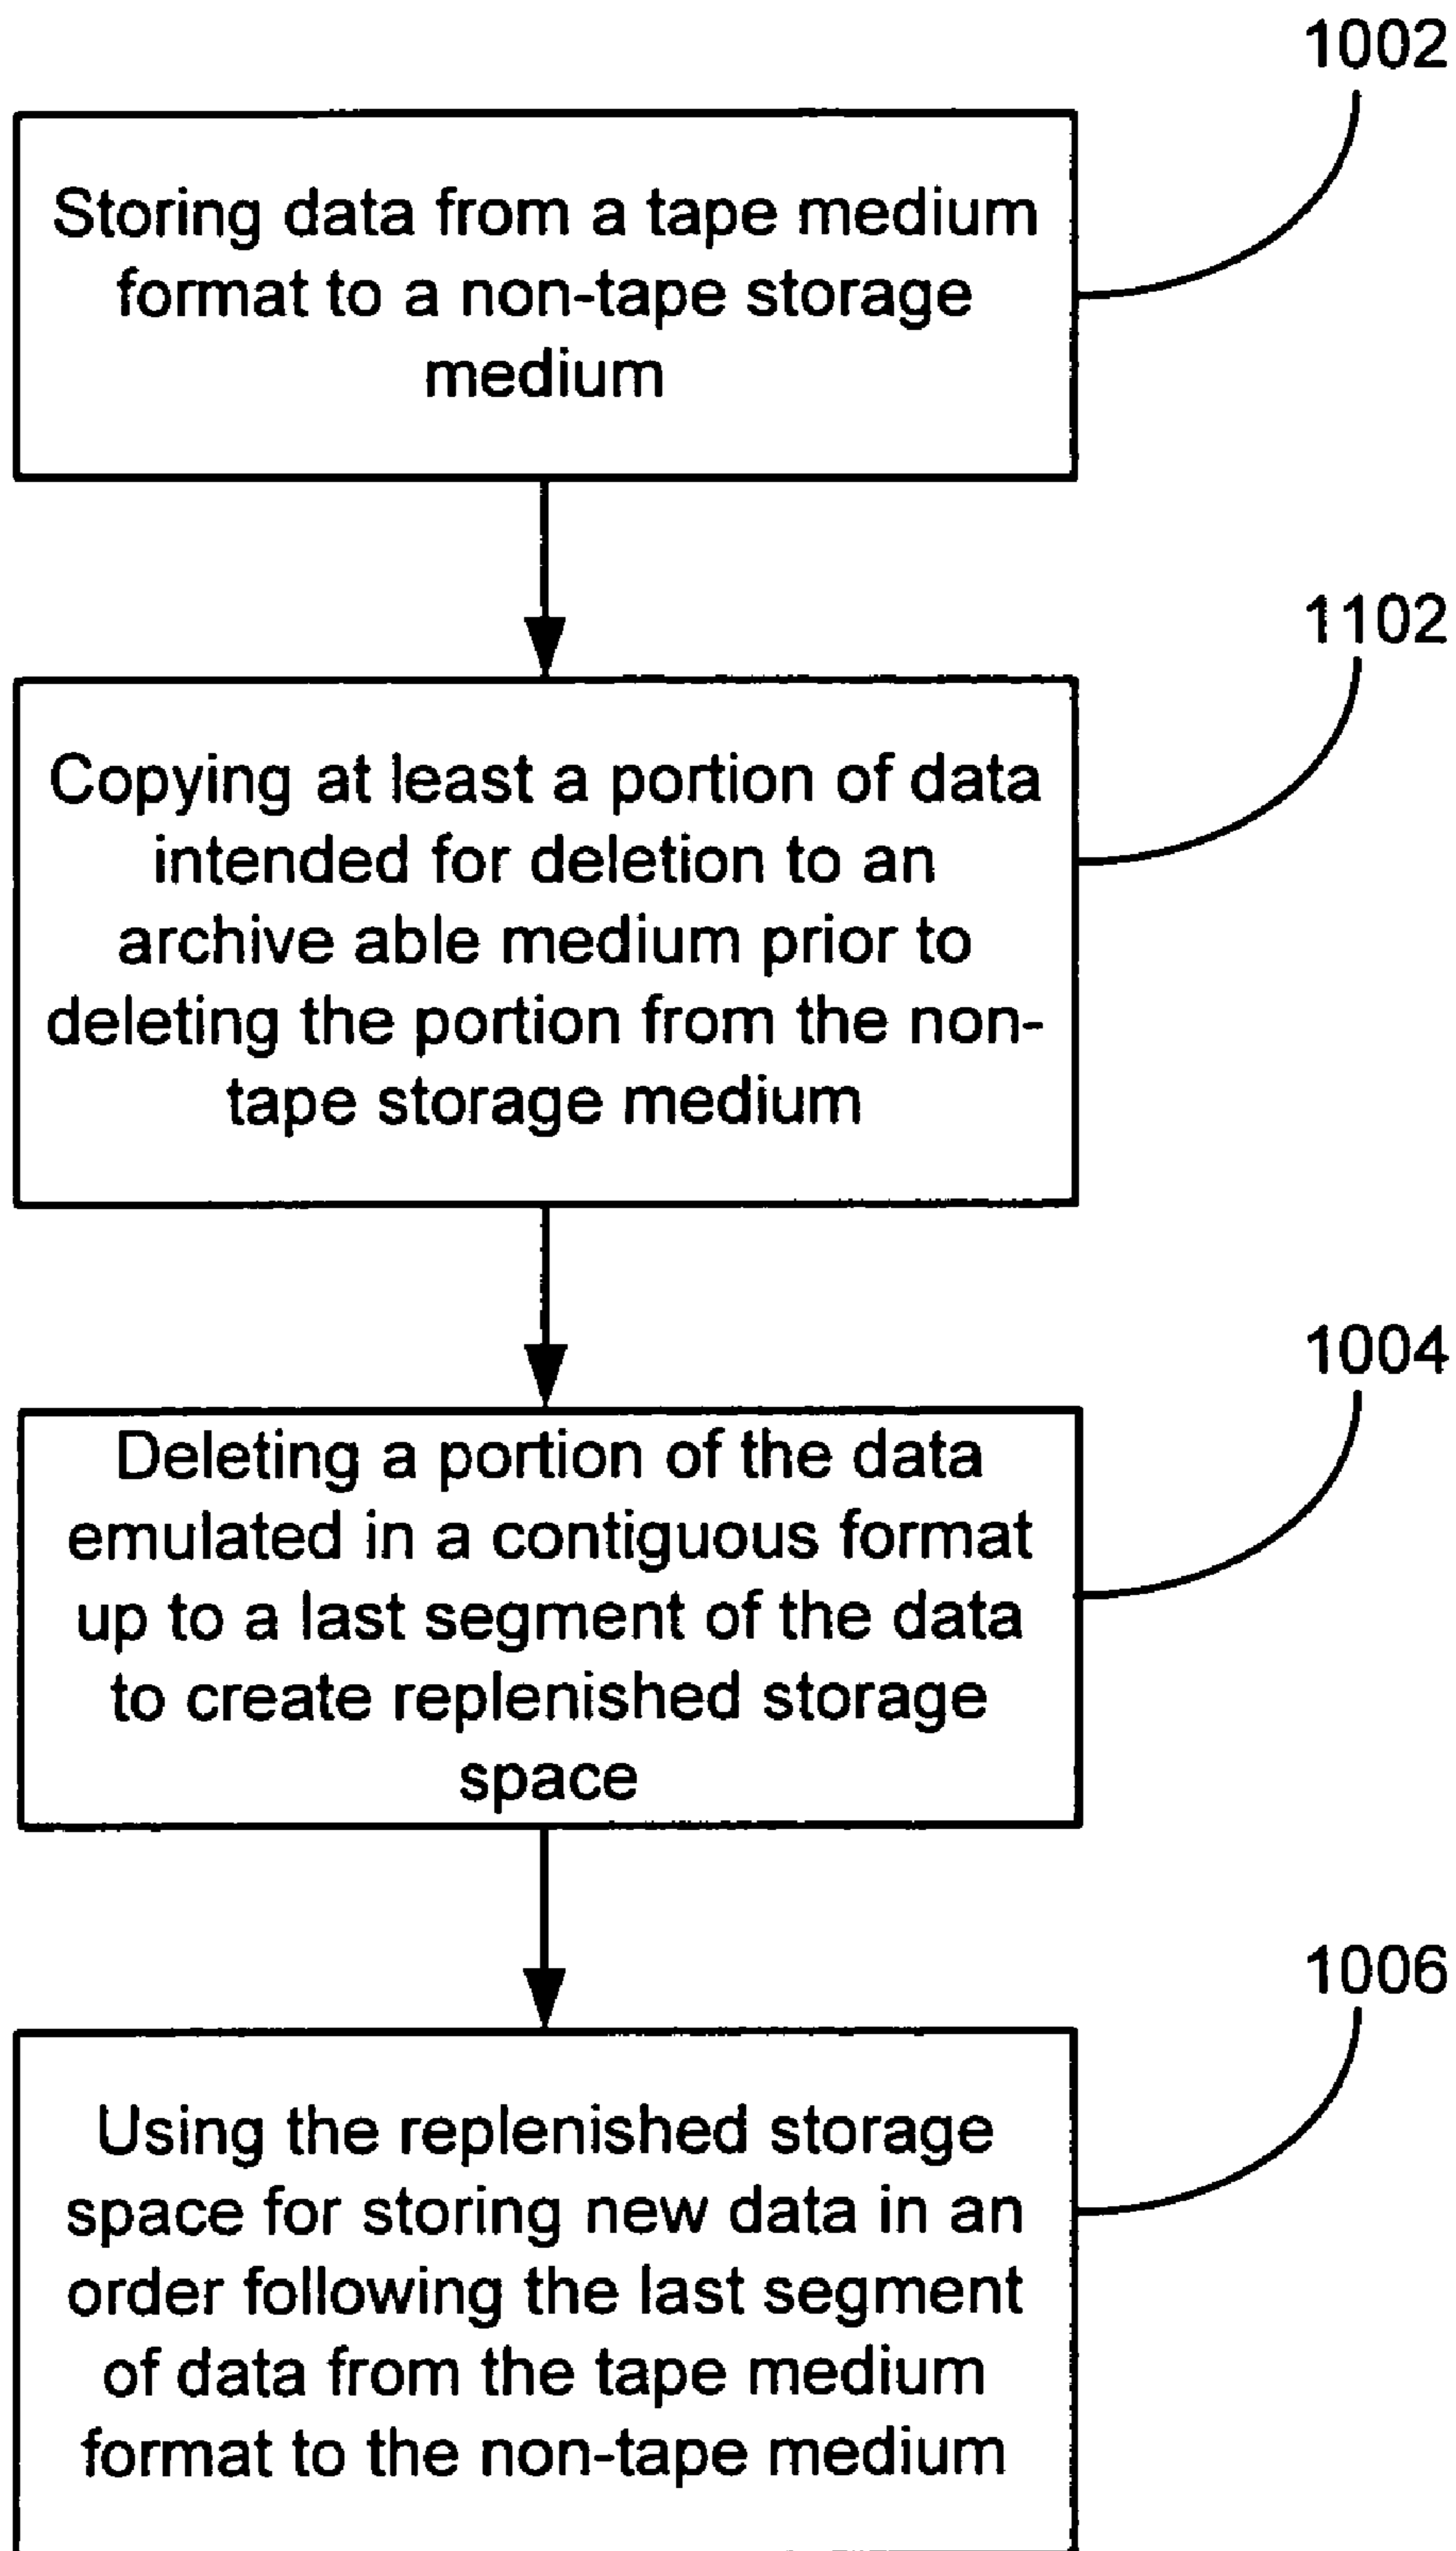 1002
Storing data from a tape medium
format to a non-tape storage
medium
1102
Copying at least a portion of data
intended for deletion to an
archive able medium prior to
deleting the portion from the non-
tape storage medium
1004
Deleting a portion of the data
emulated in a contiguous format
up to a last segment of the data
to create replenished storage
space
1006
Using the replenished storage
space for storing new data in an
order following the last segment
of data from the tape medium
format to the non-tape medium